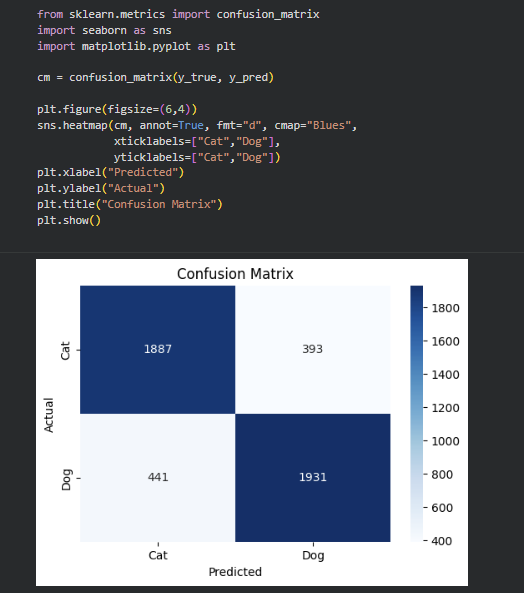 from sklearn.metrics import confusion_matrix
import seaborn as sns
import matplotlib.pyplot as plt
cm = confusion_matrix(y_true, y_pred)
plt.figure(figsize=(6,4))
sns.heatmap(cm, annot=True, fmt="d", cmap="Blues",
            xticklabels=["Cat","Dog"],
            yticklabels=["Cat","Dog"])
plt.xlabel("Predicted")
plt.ylabel("Actual")
plt.title("Confusion Matrix")
plt.show()
Confusion Matrix
Actual
Cat
1887
393
Dog
441
1931
Cat
Dog
Predicted
1800
1600
1400
1200
1000
800
600
400